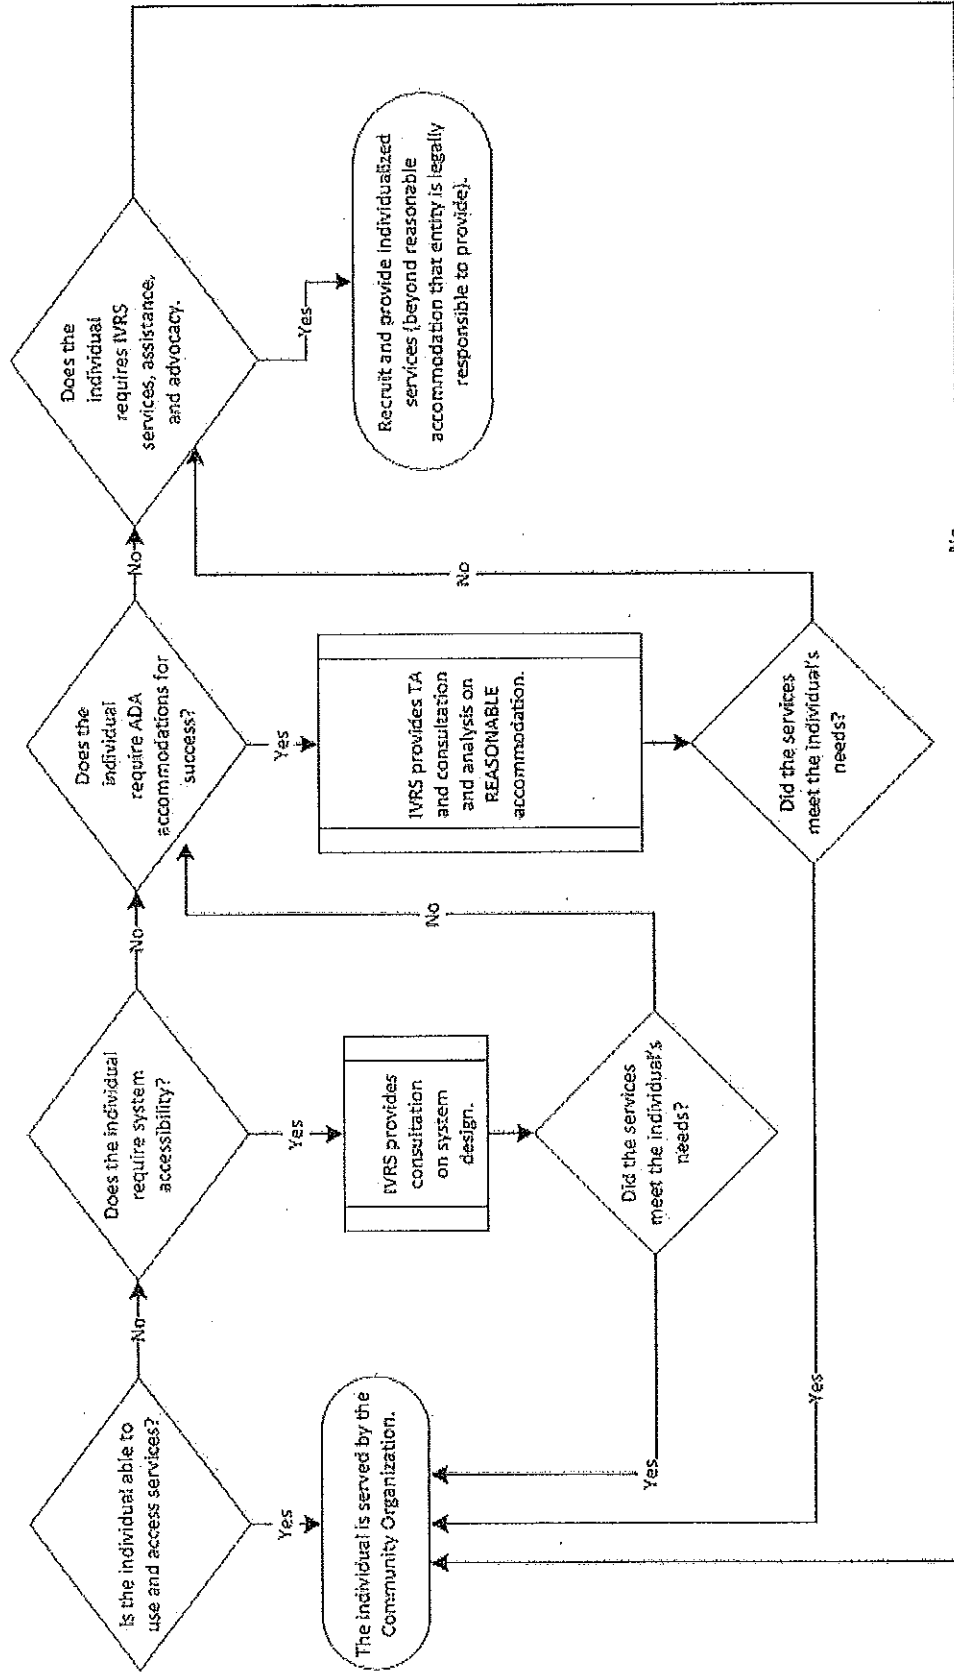 Is the individual able to
use and access services?
No
Yes
Does the individual
require system
accessibility?
No
Yes
Does the
individual
require ADA
accommodations for
success?
No
Yes
Does the
individual
requires IVRS
services, assistance,
and advocacy.
Yes
The individual is served by the
Community Organization.
IVRS provides
consultation
on system
design.
IVRS provides TA
and consultation
and analysis on
REASONABLE
accommodation.
Recruit and provide individualized
services (beyond reasonable
accommodation that entity is legally
responsible to provide).
Did the services
meet the individual's
needs?
Yes
No
Did the services
meet the individual's
needs?
Yes
No